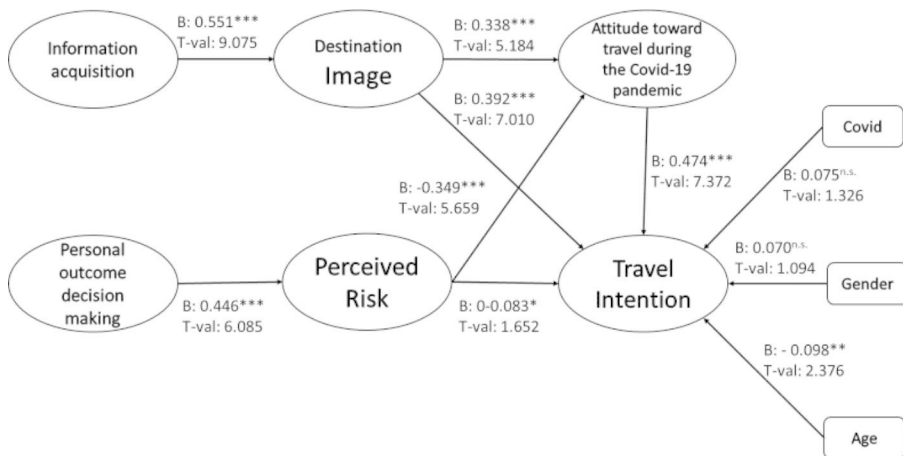 Information
acquisition
B: 0.551***
T-val: 9.075
Destination
Image
B: 0.338***
T-val: 5.184
Attitude toward
travel during
the Covid-19
pandemic
B: 0.392***
T-val: 7.010
B: 0.474***
T-val: 7.372
Covid
B: 0.075n.s.
T-val: 1.326
B: -0.349***
T-val: 5.659
Personal
outcome
decision
making
B: 0.446***
T-val: 6.085
Perceived
Risk
B: 0-0.083*
T-val: 1.652
Travel
Intention
B: 0.070n.s.
T-val: 1.094
Gender
B: - 0.098**
T-val: 2.376
Age